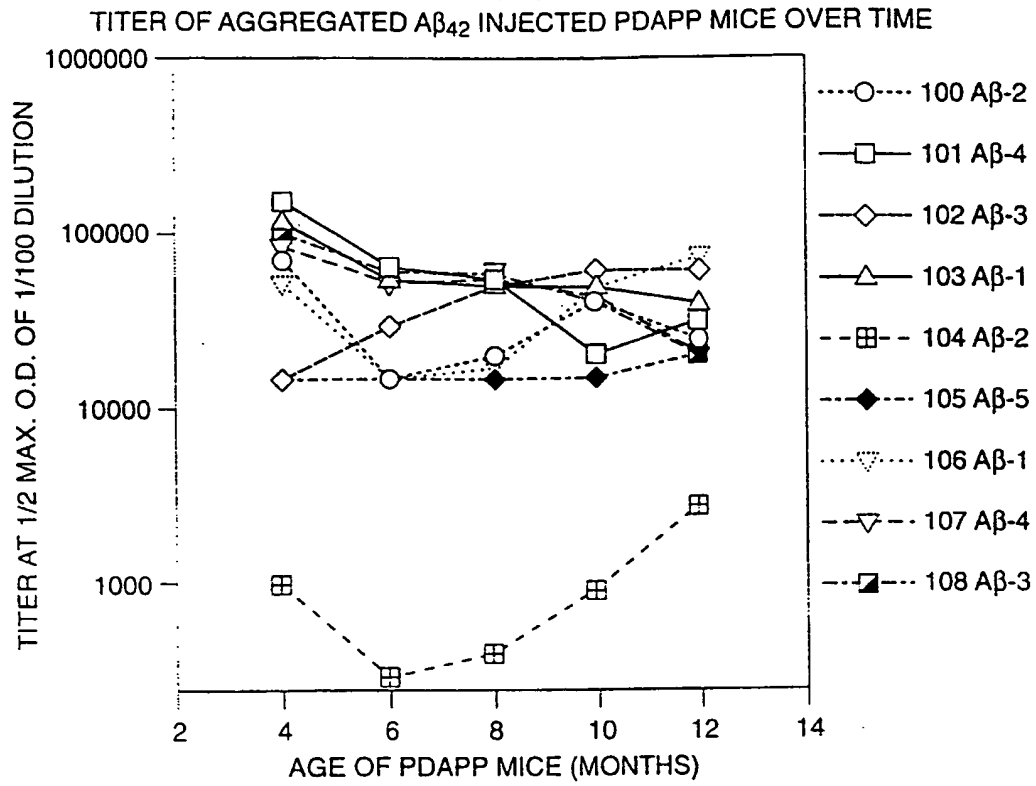 TITER OF AGGREGATED Aβ42 INJECTED PDAPP MICE OVER TIME
TITER AT 1/2 MAX. O.D. OF 1/100 DILUTION
1000000
100000
10000
1000
2 4 6 8 10 12 14
AGE OF PDAPP MICE (MONTHS)
100 Aβ-2
101 Aβ-4
102 Aβ-3
103 Aβ-1
104 Aβ-2
105 Aβ-5
106 Aβ-1
107 Aβ-4
108 Aβ-3